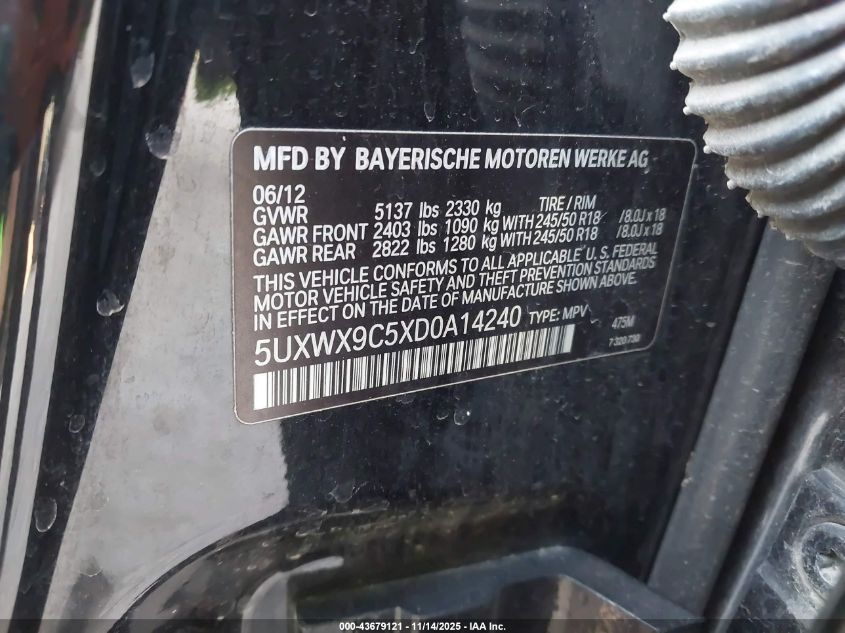 MFD BY BAYERISCHE MOTOREN WERKE AG
06/12 TIRE / RIM
GVWR 5137 lbs 2330 kg
GAWR FRONT 2403 lbs 1090 kg WITH 245/50 R18 /8.0J x 18
GAWR REAR 2822 lbs 1280 kg WITH 245/50 R18 /8.0J x 18
THIS VEHICLE CONFORMS TO ALL APPLICABLE U. S. FEDERAL
MOTOR VEHICLE SAFETY AND THEFT PREVENTION STANDARDS
IN EFFECT ON THE DATE OF MANUFACTURE SHOWN ABOVE.
5UXWX9C5XD0A14240 TYPE: MPV 475M
7 320 730
000-43679121 | 11/14/2025 - IAA Inc.